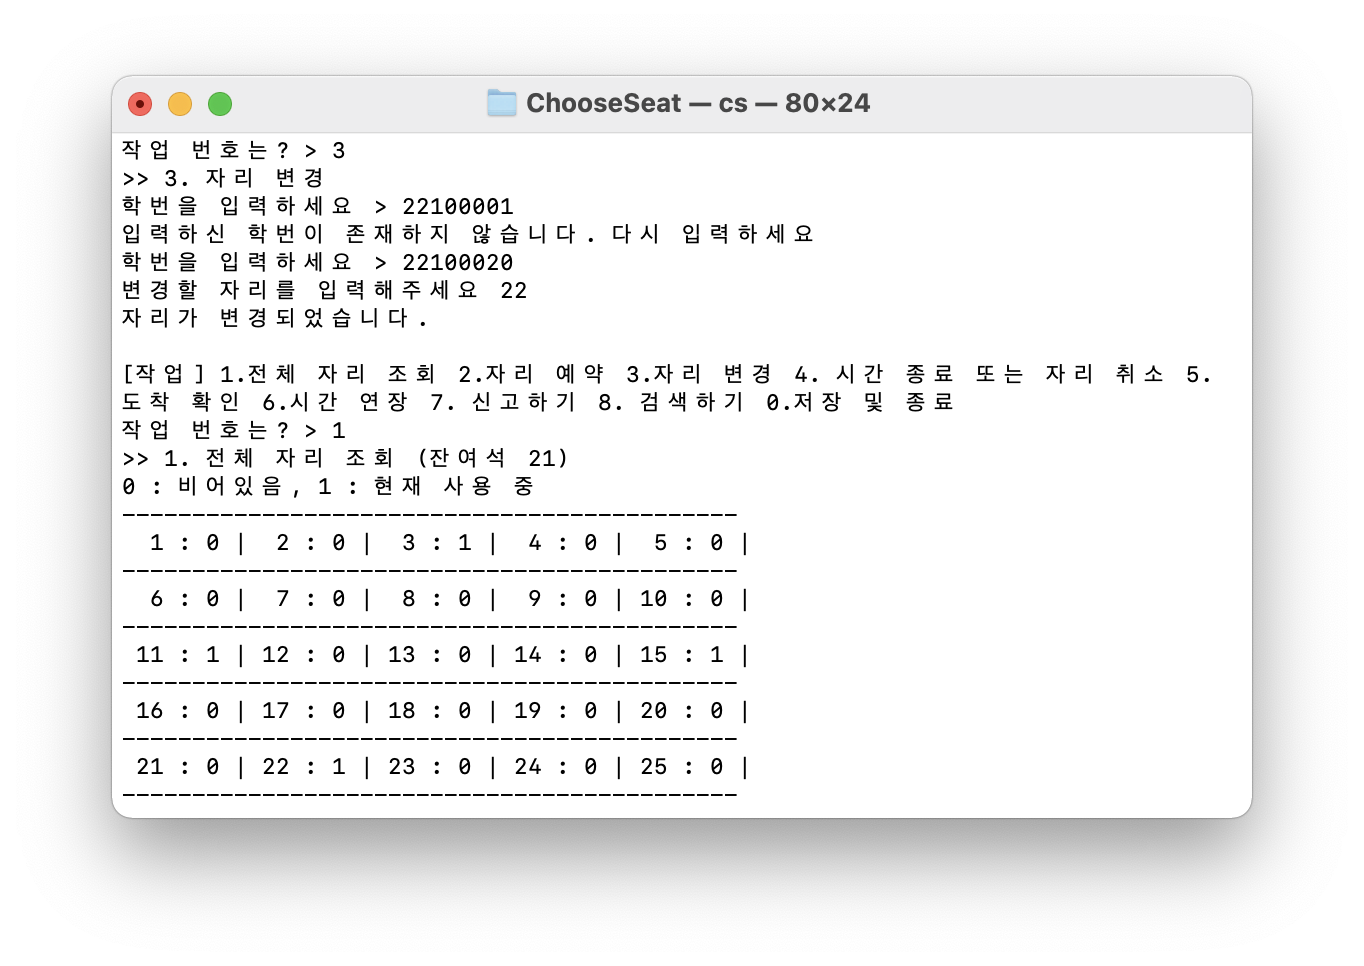 ChooseSeat — cs — 80×24
작업 번호는? > 3
>> 3. 자리 변경
학번을 입력하세요 > 22100001
입력하신 학번이 존재하지 않습니다. 다시 입력하세요
학번을 입력하세요 > 22100020
변경할 자리를 입력해주세요 22
자리가 변경되었습니다.
[작업] 1.전체 자리 조회 2.자리 예약 3.자리 변경 4. 시간 종료 또는 자리 취소 5.
도착 확인 6.시간 연장 7. 신고하기 8. 검색하기 0.저장 및 종료
작업 번호는? > 1
>> 1. 전체 자리 조회 (잔여석 21)
0 : 비어있음, 1 : 현재 사용 중
--------------------------------------------
1 : 0 | 2 : 0 | 3 : 1 | 4 : 0 | 5 : 0 |
--------------------------------------------
6 : 0 | 7 : 0 | 8 : 0 | 9 : 0 | 10 : 0 |
--------------------------------------------
11 : 1 | 12 : 0 | 13 : 0 | 14 : 0 | 15 : 1 |
--------------------------------------------
16 : 0 | 17 : 0 | 18 : 0 | 19 : 0 | 20 : 0 |
--------------------------------------------
21 : 0 | 22 : 1 | 23 : 0 | 24 : 0 | 25 : 0 |
--------------------------------------------